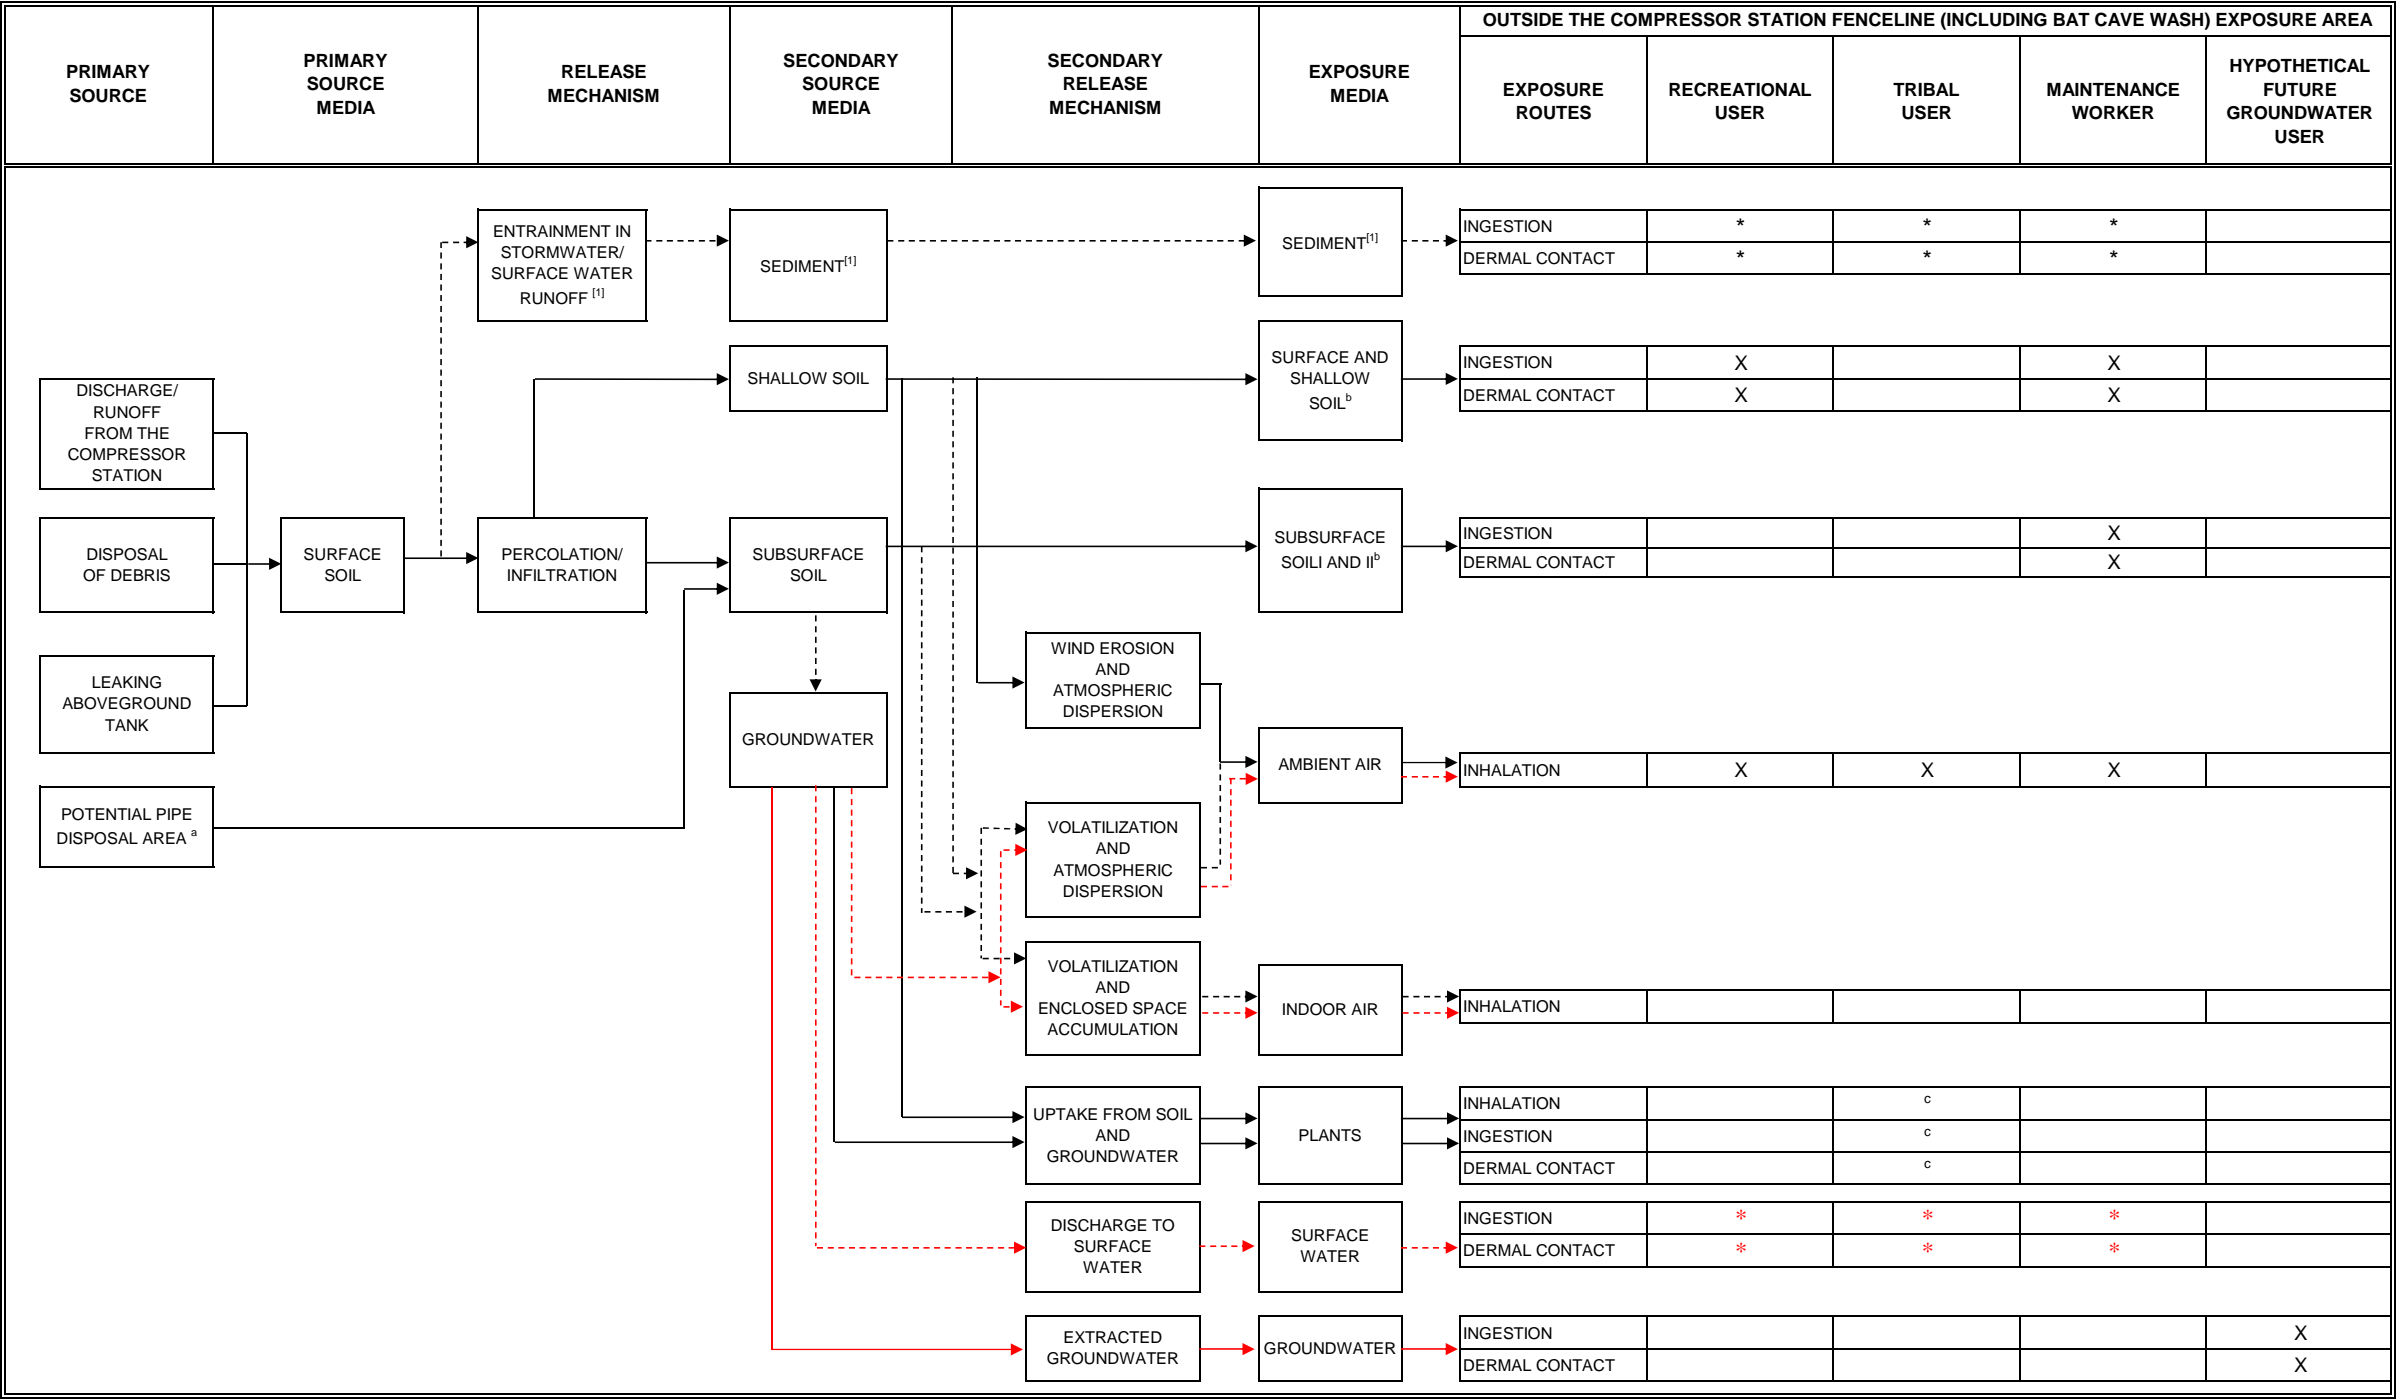 OUTSIDE THE COMPRESSOR STATION FENCELINE (INCLUDING BAT CAVE WASH) EXPOSURE AREA
PRIMARY
SOURCE
PRIMARY
SOURCE
MEDIA
RELEASE
MECHANISM
SECONDARY
SOURCE
MEDIA
SECONDARY
RELEASE
MECHANISM
EXPOSURE
MEDIA
EXPOSURE
ROUTES
RECREATIONAL
USER
TRIBAL
USER
MAINTENANCE
WORKER
HYPOTHETICAL
FUTURE
GROUNDWATER
USER
ENTRAINMENT IN
STORMWATER/
SURFACE WATER
RUNOFF [1]
SEDIMENT[1]
SEDIMENT[1]
INGESTION * * *
DERMAL CONTACT * * *
SHALLOW SOIL
SURFACE AND
SHALLOW
SOILb
INGESTION X X
DERMAL CONTACT X X
DISCHARGE/
RUNOFF
FROM THE
COMPRESSOR
STATION
DISPOSAL
OF DEBRIS
SURFACE
SOIL
PERCOLATION/
INFILTRATION
SUBSURFACE
SOIL
SUBSURFACE
SOILI AND IIb
INGESTION X
DERMAL CONTACT X
LEAKING
ABOVEGROUND
TANK
GROUNDWATER
WIND EROSION
AND
ATMOSPHERIC
DISPERSION
AMBIENT AIR
INHALATION X X X
POTENTIAL PIPE
DISPOSAL AREA a
VOLATILIZATION
AND
ATMOSPHERIC
DISPERSION
VOLATILIZATION
AND
ENCLOSED SPACE
ACCUMULATION
INDOOR AIR
INHALATION
UPTAKE FROM SOIL
AND
GROUNDWATER
PLANTS
INHALATION c
INGESTION c
DERMAL CONTACT c
DISCHARGE TO
SURFACE
WATER
SURFACE
WATER
INGESTION * * *
DERMAL CONTACT * * *
EXTRACTED
GROUNDWATER
GROUNDWATER
INGESTION X
DERMAL CONTACT X